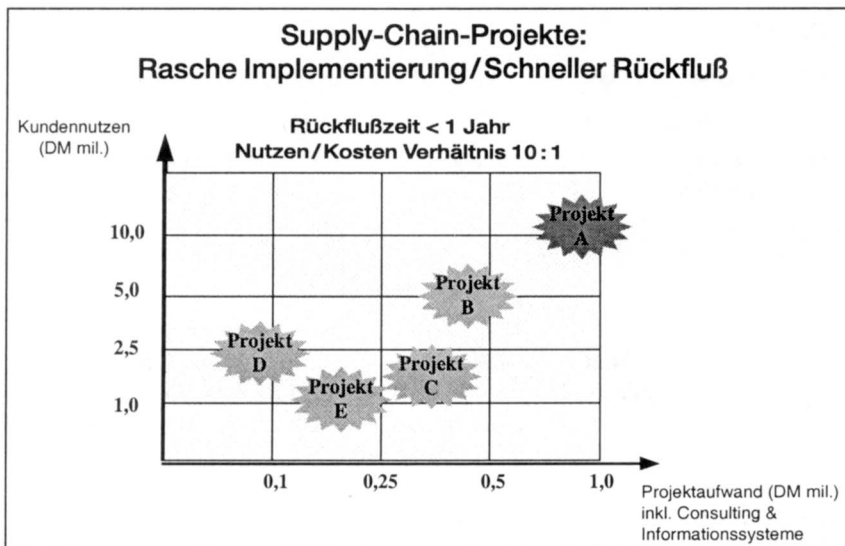 Supply-Chain-Projekte:
Rasche Implementierung/Schneller Rückfluß
Kundennutzen
(DM mil.)
Rückflußzeit < 1 Jahr
Nutzen/Kosten Verhältnis 10:1
Projekt
A
10,0
Projekt
B
5,0
Projekt
D
2,5
Projekt
C
Projekt
E
1,0
0,1
0,25
0,5
1,0
Projektaufwand (DM mil.)
inkl. Consulting &
Informationssysteme